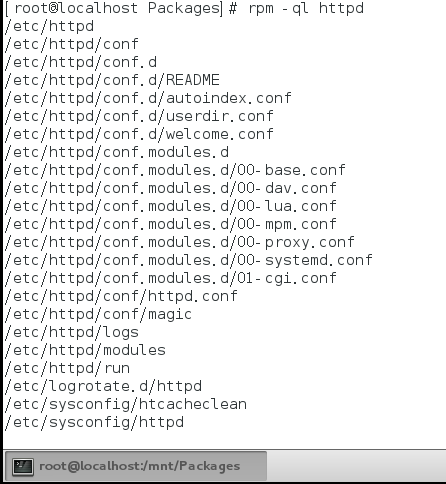 [root@localhost Packages]# rpm -ql httpd
/etc/httpd
/etc/httpd/conf
/etc/httpd/conf.d
/etc/httpd/conf.d/README
/etc/httpd/conf.d/autoindex.conf
/etc/httpd/conf.d/userdir.conf
/etc/httpd/conf.d/welcome.conf
/etc/httpd/conf.modules.d
/etc/httpd/conf.modules.d/00-base.conf
/etc/httpd/conf.modules.d/00-dav.conf
/etc/httpd/conf.modules.d/00-lua.conf
/etc/httpd/conf.modules.d/00-mpm.conf
/etc/httpd/conf.modules.d/00-proxy.conf
/etc/httpd/conf.modules.d/00-systemd.conf
/etc/httpd/conf.modules.d/01-cgi.conf
/etc/httpd/conf/httpd.conf
/etc/httpd/conf/magic
/etc/httpd/logs
/etc/httpd/modules
/etc/httpd/run
/etc/logrotate.d/httpd
/etc/sysconfig/htcacheclean
/etc/sysconfig/httpd
root@localhost:/mnt/Packages